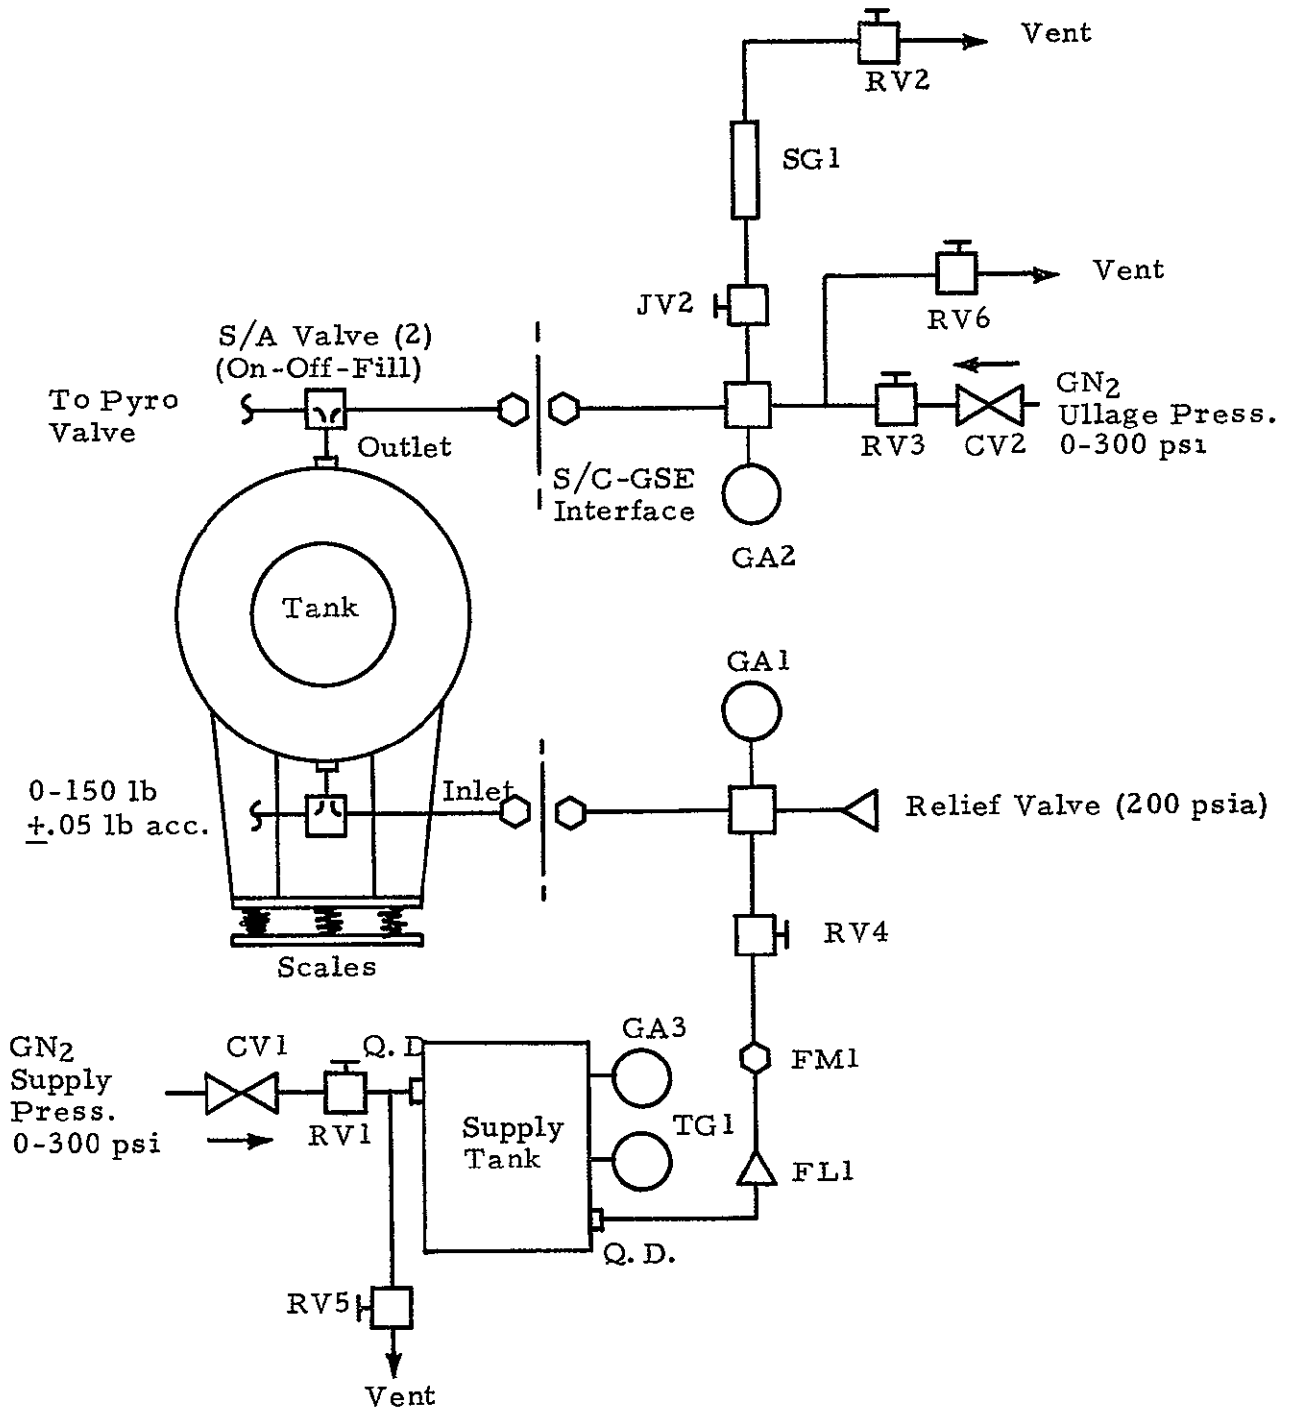 Vent
RV2
SG1
JV2
Vent
RV6
S/A Valve (2)
(On-Off-Fill)
To Pyro
Valve
Outlet
GN2
Ullage Press.
0-300 psi
RV3
CV2
S/C-GSE
Interface
GA2
Tank
GA1
0-150 lb
±.05 lb acc.
Inlet
Relief Valve (200 psia)
RV4
Scales
GN2
Supply
Press.
0-300 psi
CV1
Q. D
RV1
GA3
FM1
Supply
Tank
TG1
FL1
Q. D.
RV5
Vent